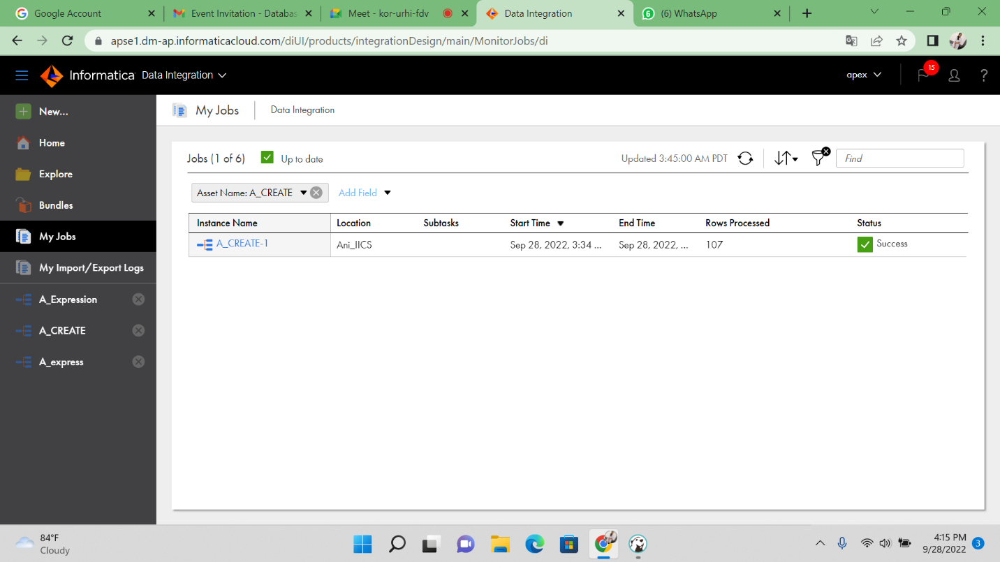 Google Account
Event Invitation - Databas
Meet - kor-urhi-fdv
Data Integration
6
(6) WhatsApp
apse1.dm-ap.informaticacloud.com/diUI/products/integrationDesign/main/MonitorJobs/di
Informatica Data Integration
apex
15
?
New...
Home
Explore
Bundles
My Jobs
My Import/Export Logs
A_Expression
A_CREATE
A_express
My Jobs
Data Integration
Jobs (1 of 6)
Up to date
Updated 3:45:00 AM PDT
Find
Asset Name: A_CREATE
Add Field
Instance Name Location Subtasks Start Time End Time Rows Processed Status
A_CREATE-1 Ani_IICS Sep 28, 2022, 3:34 ... Sep 28, 2022, ... 107 Success
84°F
Cloudy
4:15 PM
9/28/2022
3